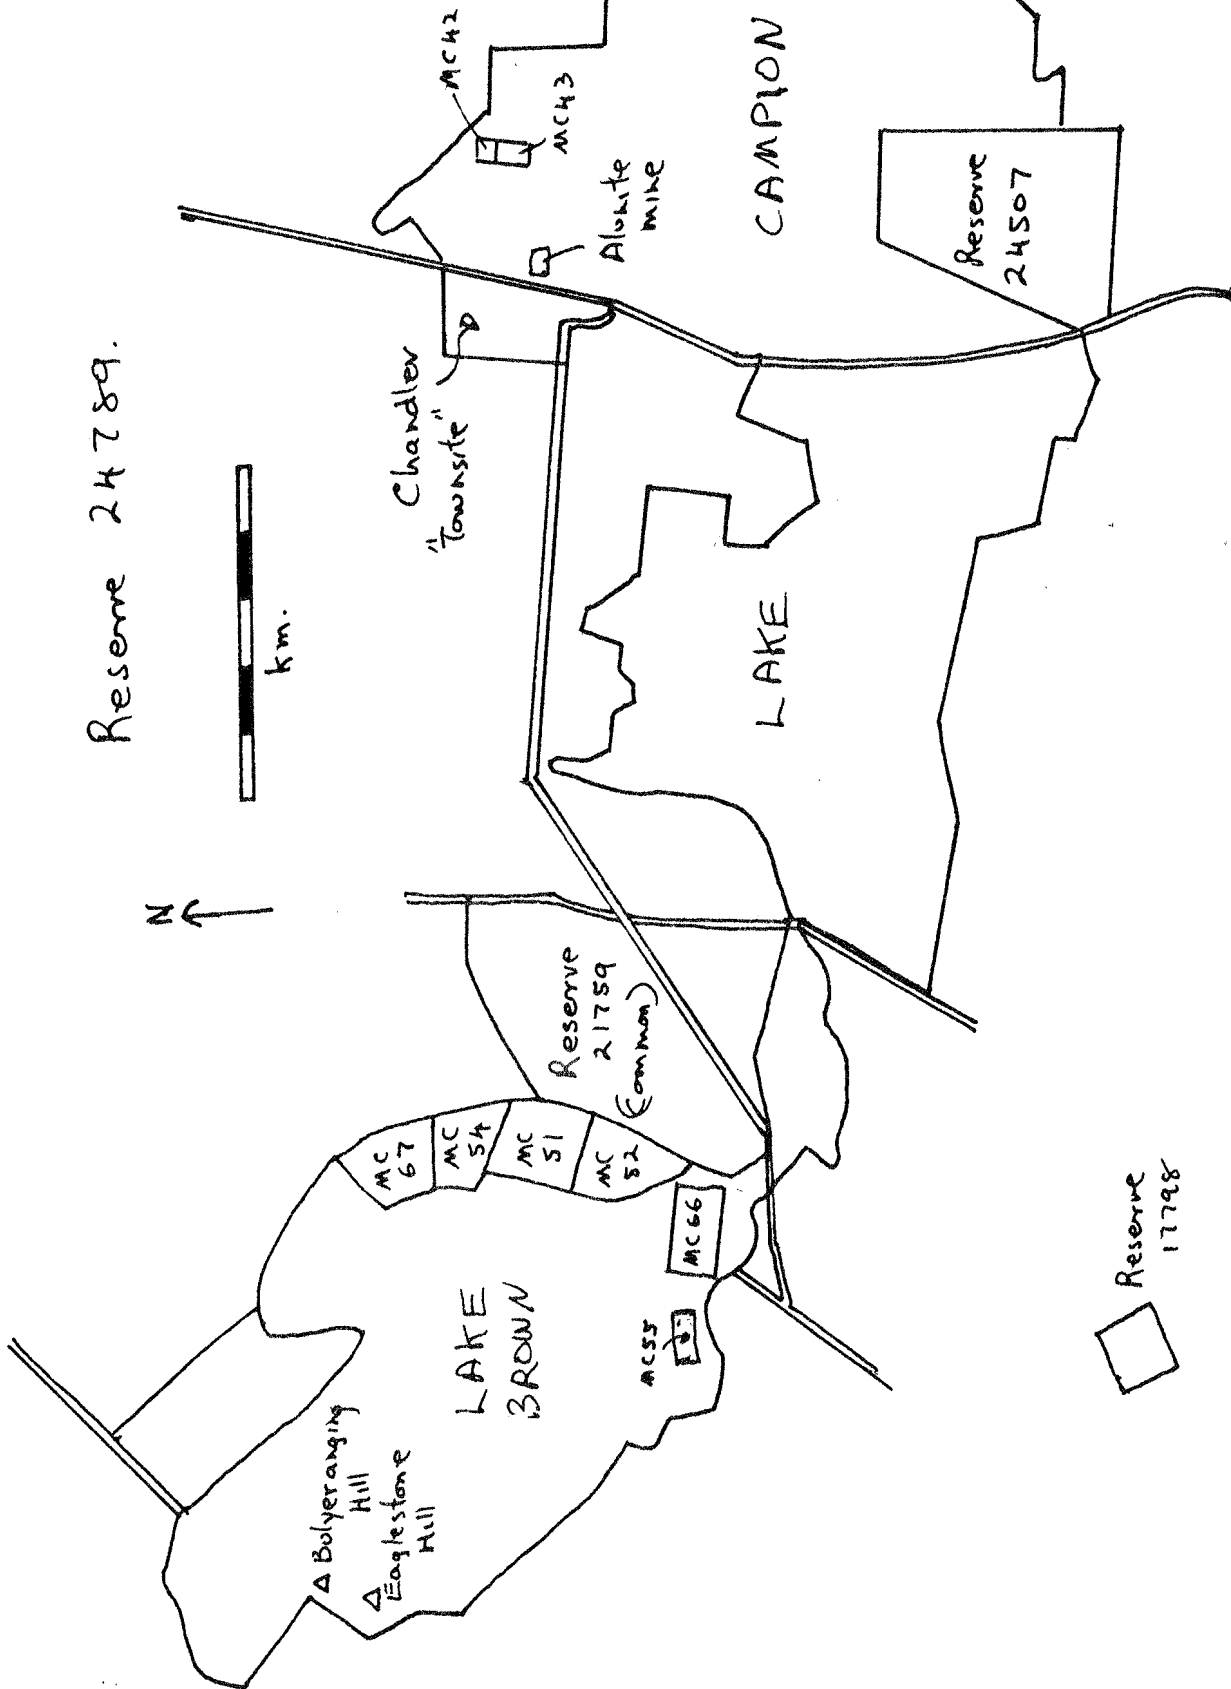 Reserve 24789.
km.
N
MC42
MC43
Alunite
mine
Chandler
"Townsite"
CAMPION
Reserve
24507
LAKE
Reserve
21759
(Common)
MC
67
MC
54
MC
51
MC
52
MC66
MC55
LAKE
BROWN
Bulyeranging
Hill
Eaglestone
Hill
Reserve
17798